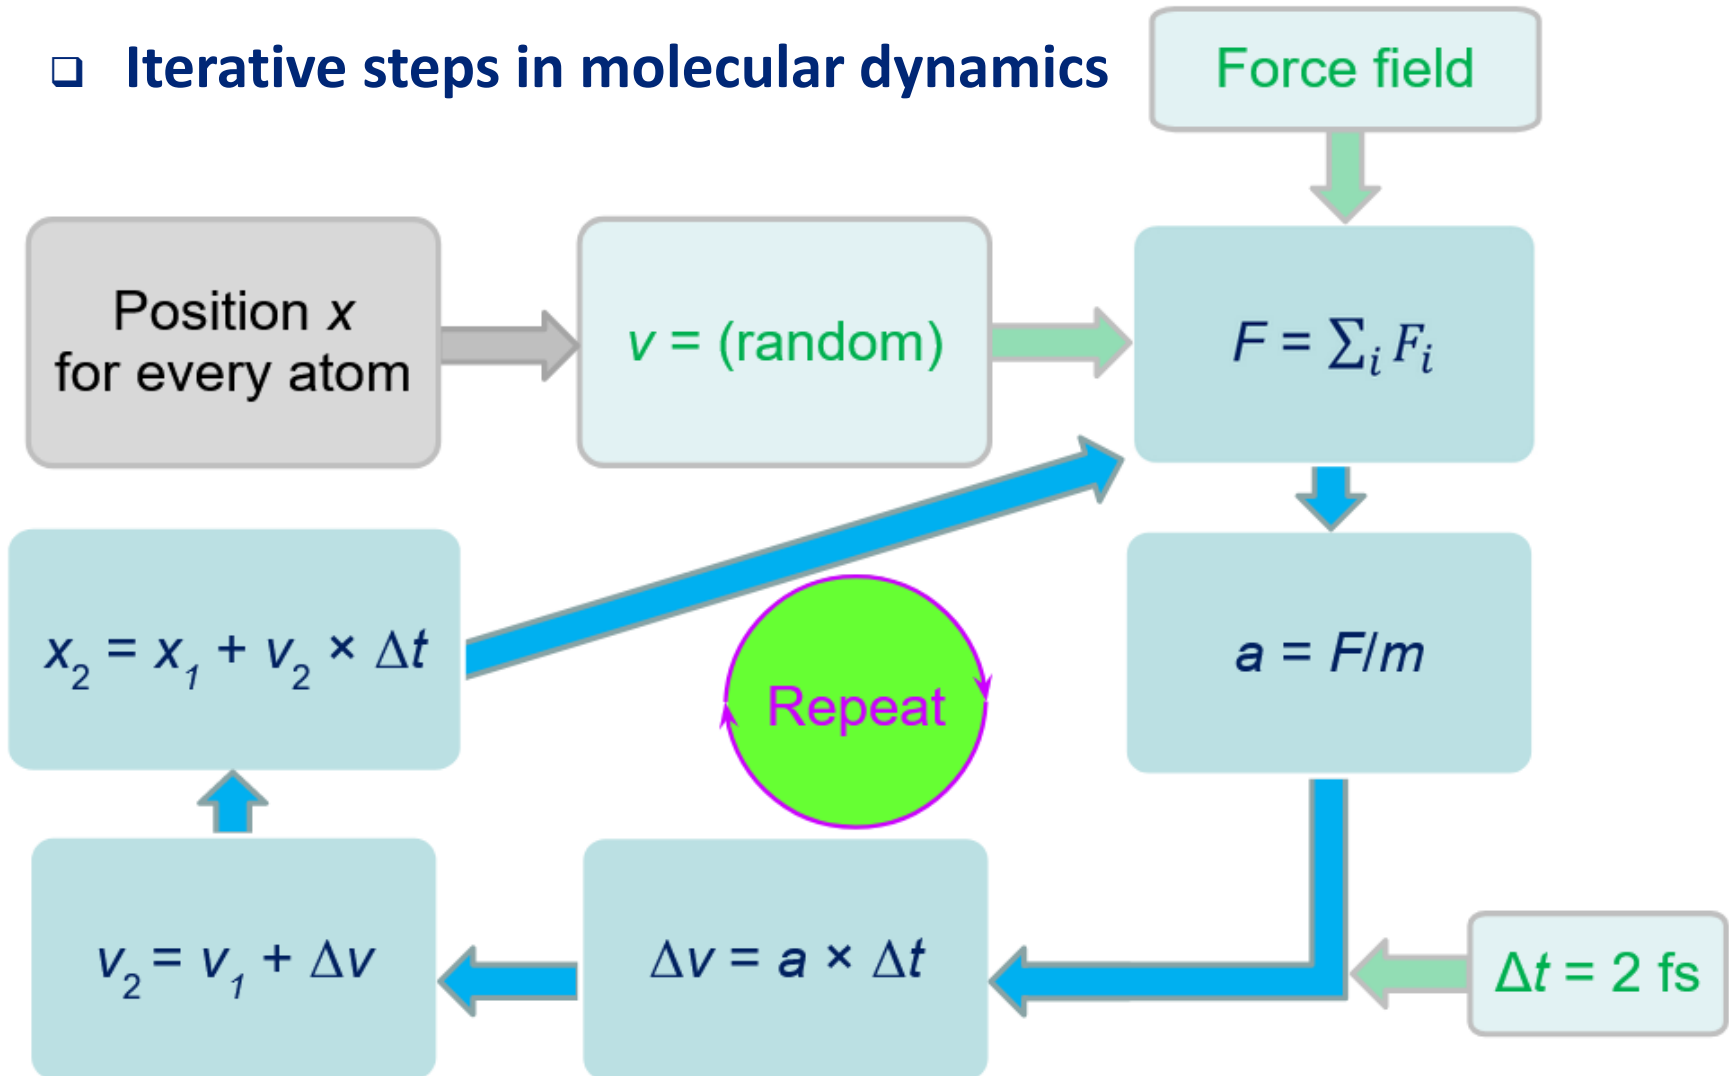 ❑ Iterative steps in molecular dynamics
Force field
Position x
for every atom
v = (random)
F = ∑ᵢ Fᵢ
a = F/m
Δt = 2 fs
Δv = a × Δt
v₂ = v₁ + Δv
x₂ = x₁ + v₂ × Δt
Repeat